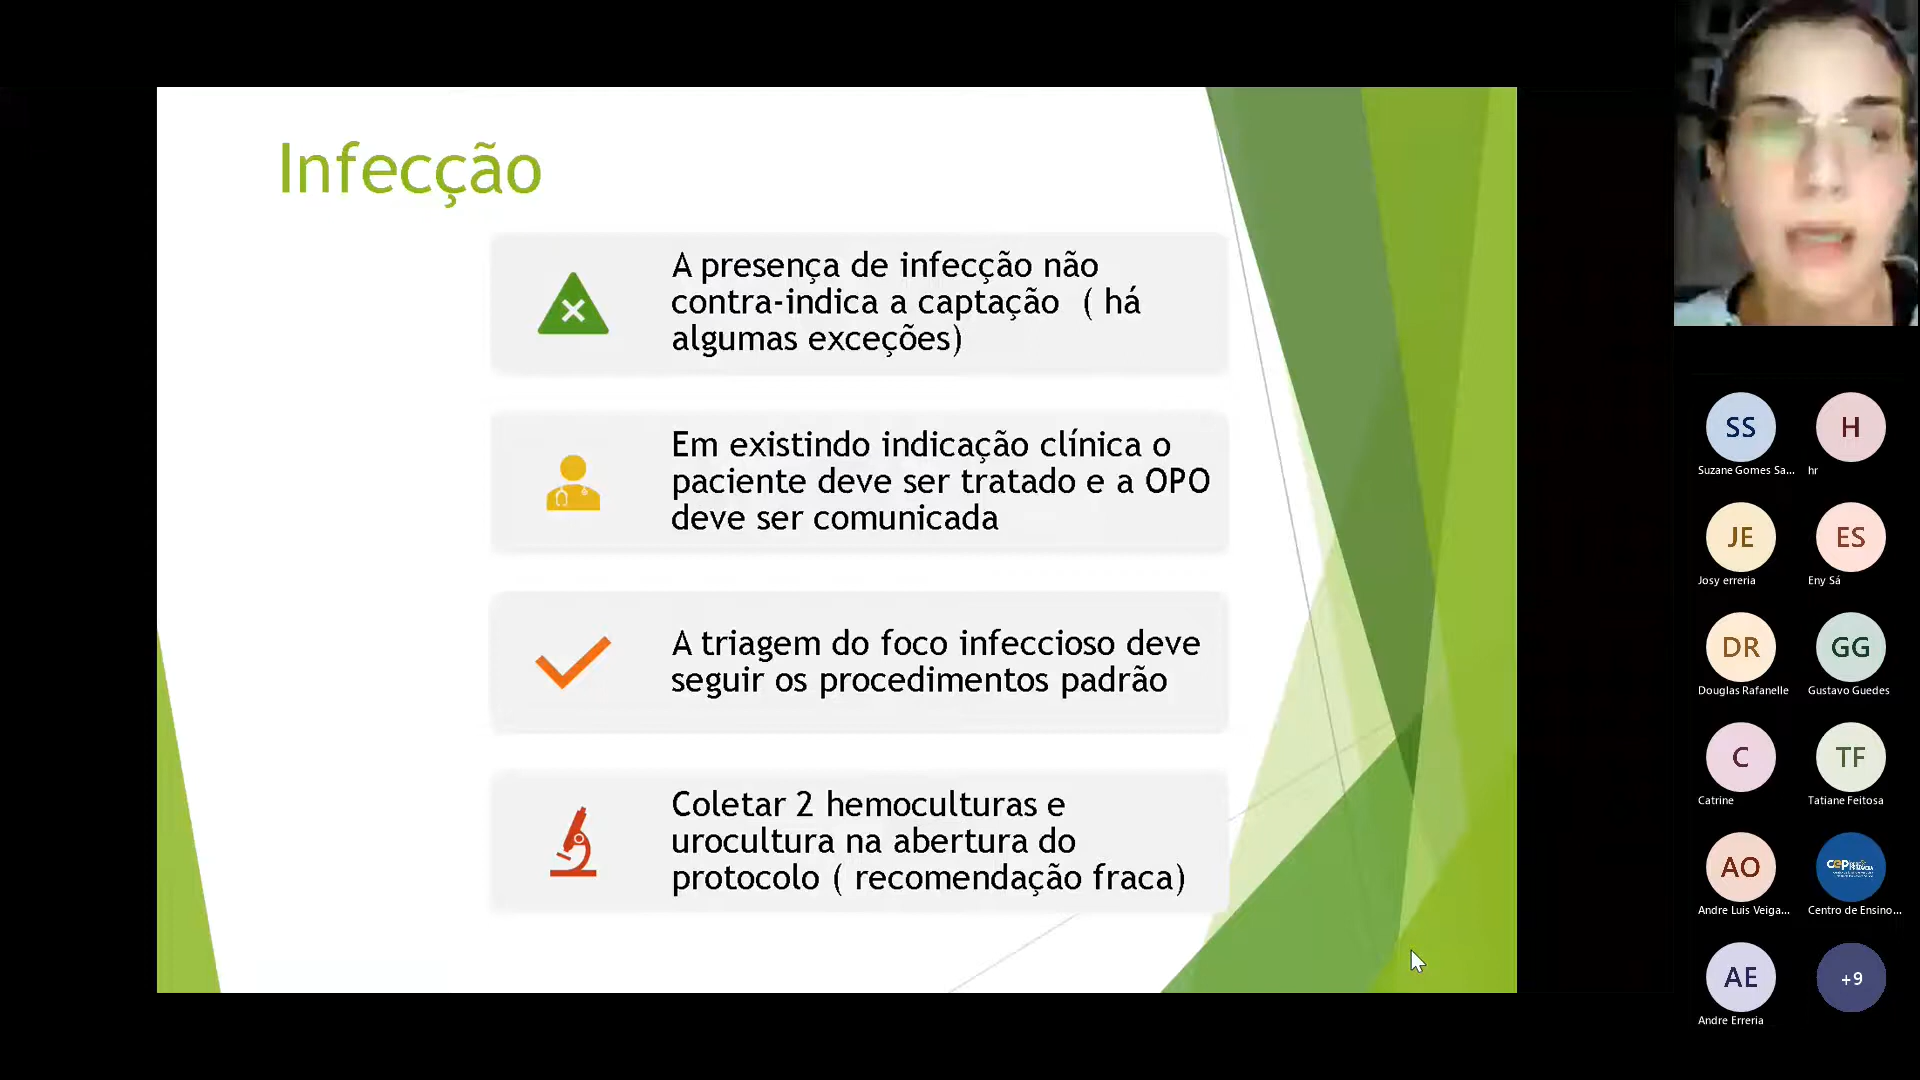 Infecção
A presença de infecção não
contra-indica a captação ( há
algumas exceções)
Em existindo indicação clínica o
paciente deve ser tratado e a OPO
deve ser comunicada
A triagem do foco infeccioso deve
seguir os procedimentos padrão
Coletar 2 hemoculturas e
urocultura na abertura do
protocolo ( recomendação fraca)
SS
H
Suzane Gomes Sa...
hr
JE
ES
Josy erreria
Eny Sá
DR
GG
Douglas Rafanelle
Gustavo Guedes
C
TF
Catrine
Tatiane Feitosa
AO
CEP
Andre Luis Veiga...
Centro de Ensino...
AE
+9
Andre Erreria